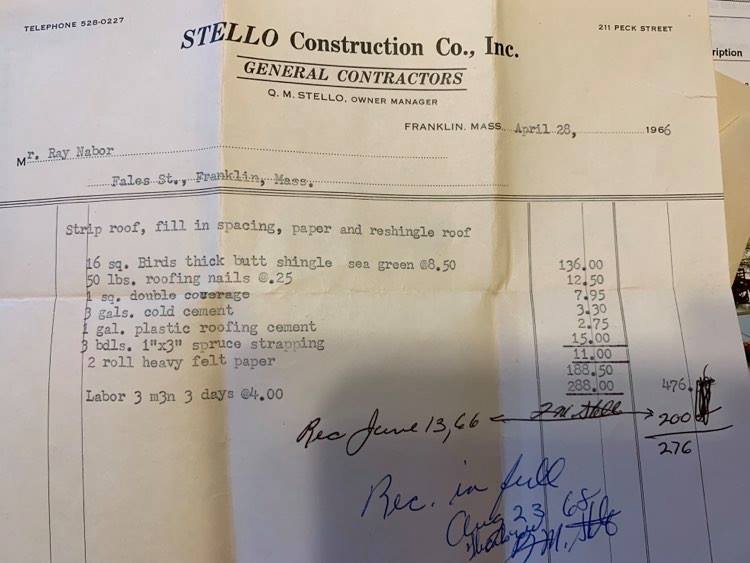 TELEPHONE 528-0227
211 PECK STREET
STELLO Construction Co., Inc.
ription
GENERAL CONTRACTORS
Q. M. STELLO, OWNER MANAGER
FRANKLIN, MASS. April 28, 1966
Mr. Ray Nabor
Fales St., Franklin, Mass.
Strip roof, fill in spacing, paper and reshingle roof
16 sq. Birds thick butt shingle sea green @8.50 136.00
50 lbs. roofing nails @.25 12.50
1 sq. double coverage 7.95
3 gals. cold cement 3.30
1 gal. plastic roofing cement 2.75
3 bdls. 1"x3" spruce strapping 15.00
2 roll heavy felt paper 11.00
188.50
Labor 3 m3n 3 days @4.00 288.00 476.
Rec June 13, 66 200
276
Rec. in full
Aug 23 68